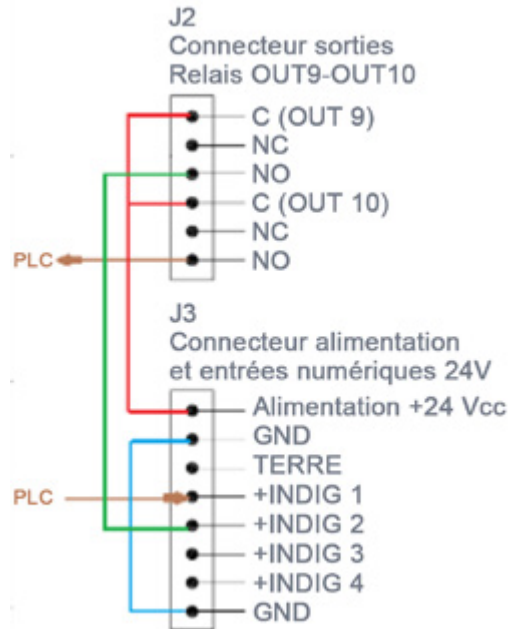 J2
Connecteur sorties
Relais OUT9-OUT10
C (OUT 9)
NC
NO
C (OUT 10)
NC
PLC NO
J3
Connecteur alimentation
et entrées numériques 24V
Alimentation +24 Vcc
GND
TERRE
PLC +INDIG 1
+INDIG 2
+INDIG 3
+INDIG 4
GND